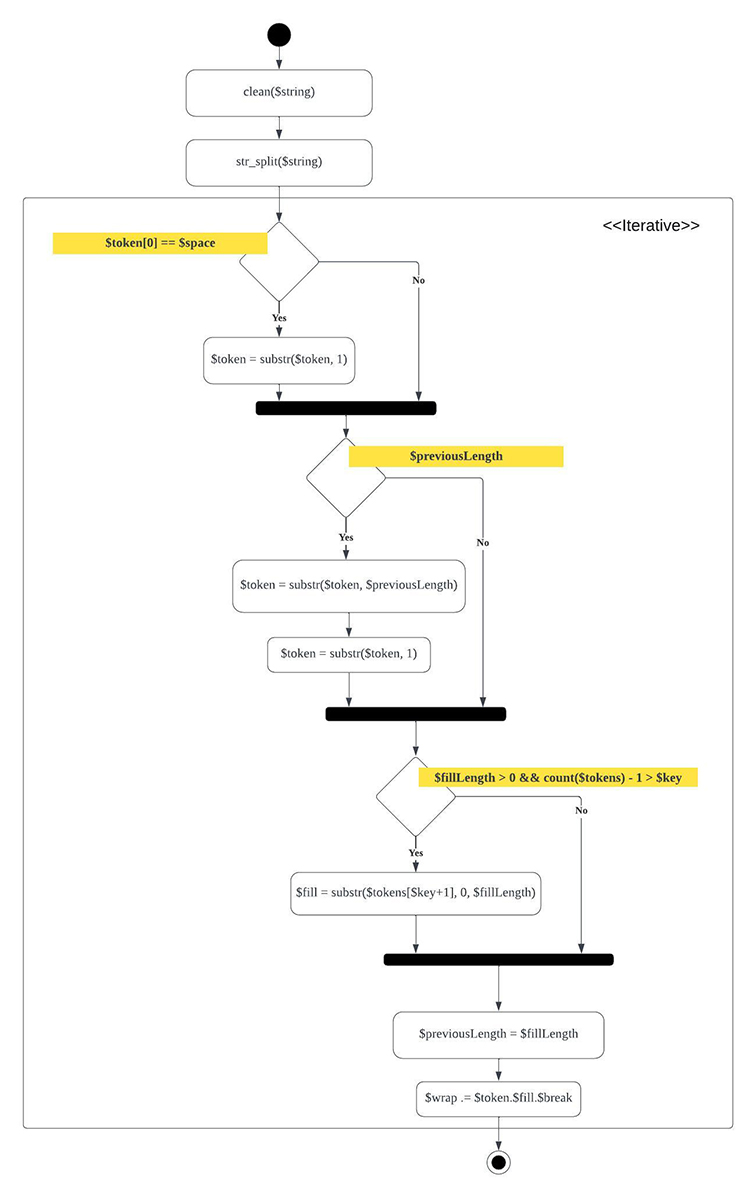 clean($string)
str_split($string)
<<Iterative>>
$token[0] == $space
No
Yes
$token = substr($token, 1)
$previousLength
Yes
No
$token = substr($token, $previousLength)
$token = substr($token, 1)
$fillLength > 0 && count($tokens) - 1 > $key
No
Yes
$fill = substr($tokens[$key+1], 0, $fillLength)
$previousLength = $fillLength
$wrap .= $token.$fill.$break